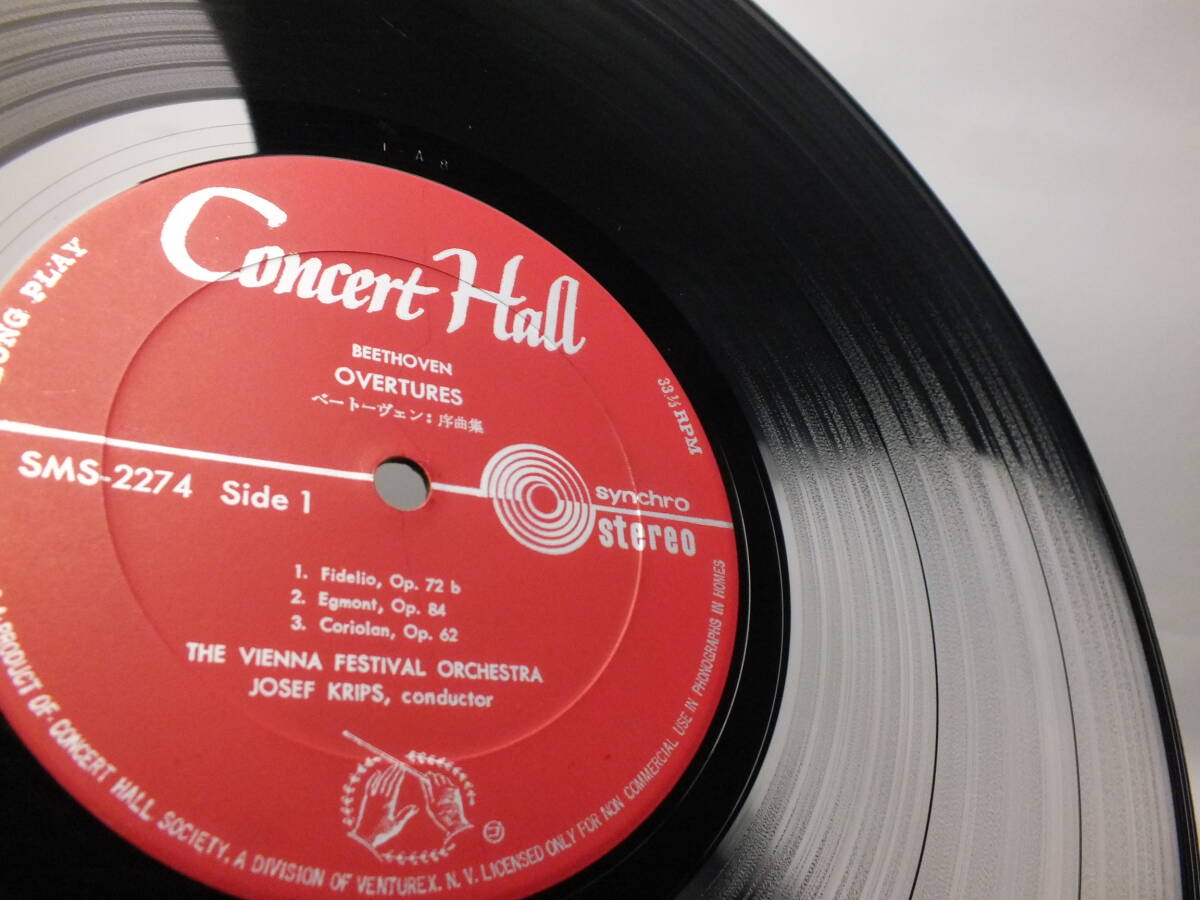 Concert Hall
BEETHOVEN
OVERTURES
ベートーヴェン：序曲集
LONG PLAY
33⅓ RPM
SMS-2274 Side 1
synchro
stereo
1. Fidelio, Op. 72 b
2. Egmont, Op. 84
3. Coriolan, Op. 62
THE VIENNA FESTIVAL ORCHESTRA
JOSEF KRIPS, conductor
A PRODUCT OF CONCERT HALL SOCIETY, A DIVISION OF VENTUREX, N. V. LICENSED ONLY FOR NON COMMERCIAL USE IN PHONOGRAPHS IN HOMES